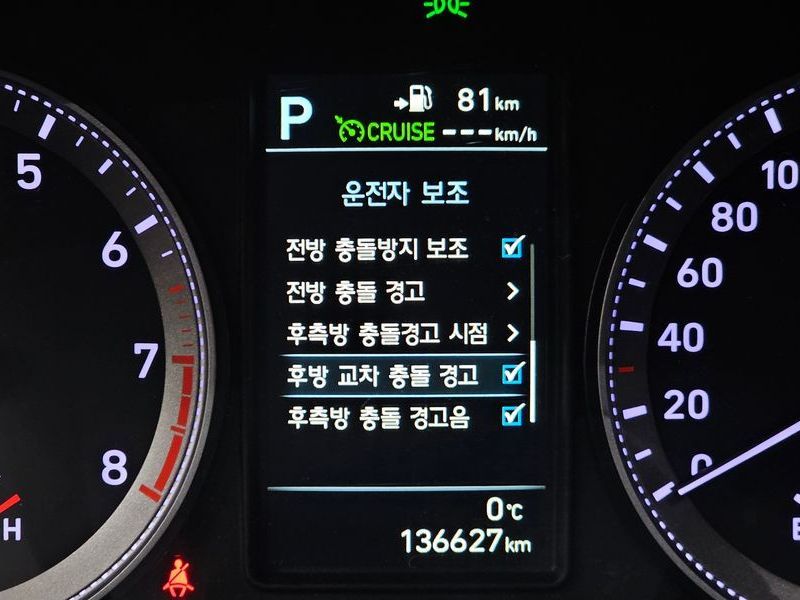 P 81km
CRUISE ---km/h
운전자 보조
전방 충돌방지 보조
전방 충돌 경고
후측방 충돌경고 시점
후방 교차 충돌 경고
후측방 충돌 경고음
0℃
136627km
5
6
7
8
H
0
20
40
60
80
10
E